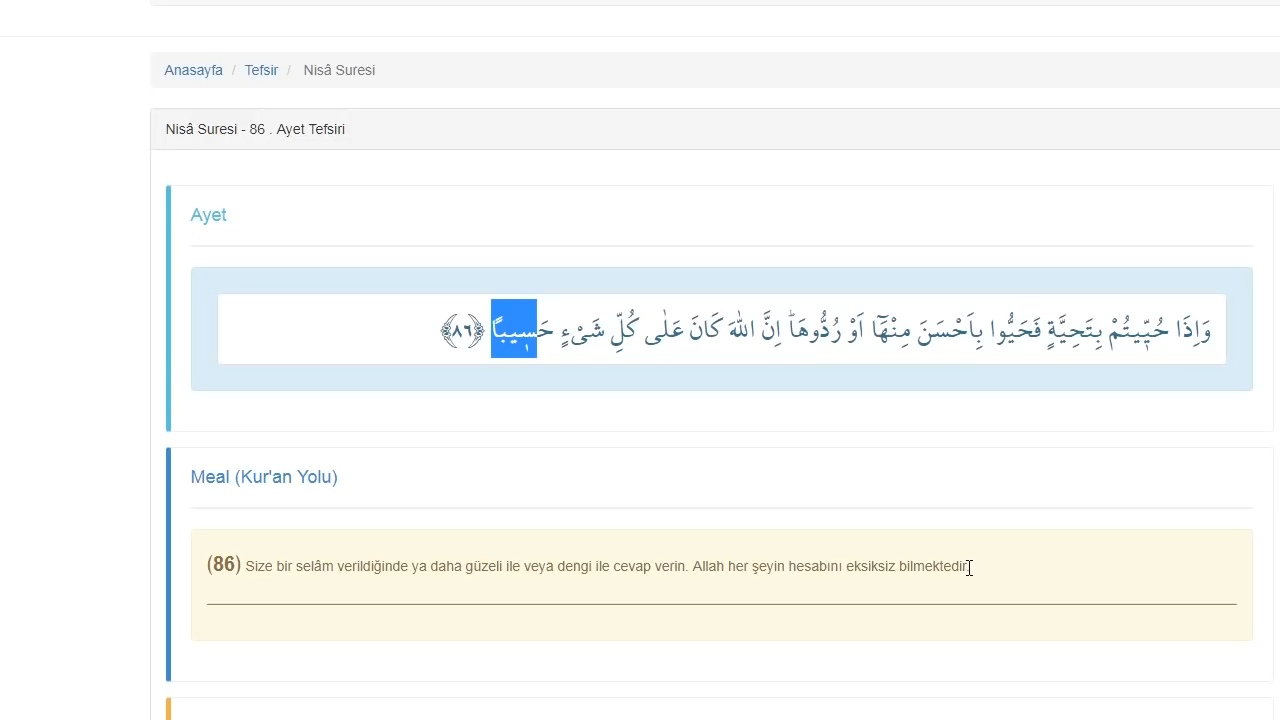 Anasayfa / Tefsir / Nisâ Suresi
Nisâ Suresi - 86 . Ayet Tefsiri
Ayet
وَاِذَا حُيّ۪يتُمْ بِتَحِيَّةٍ فَحَيُّوا بِاَحْسَنَ مِنْهَٓا اَوْ رُدُّوهَاۜ اِنَّ اللّٰهَ كَانَ عَلٰى كُلِّ شَيْءٍ حَس۪يباً ﴿٨٦﴾
Meal (Kur'an Yolu)
(86) Size bir selâm verildiğinde ya daha güzeli ile veya dengi ile cevap verin. Allah her şeyin hesabını eksiksiz bilmektedir.